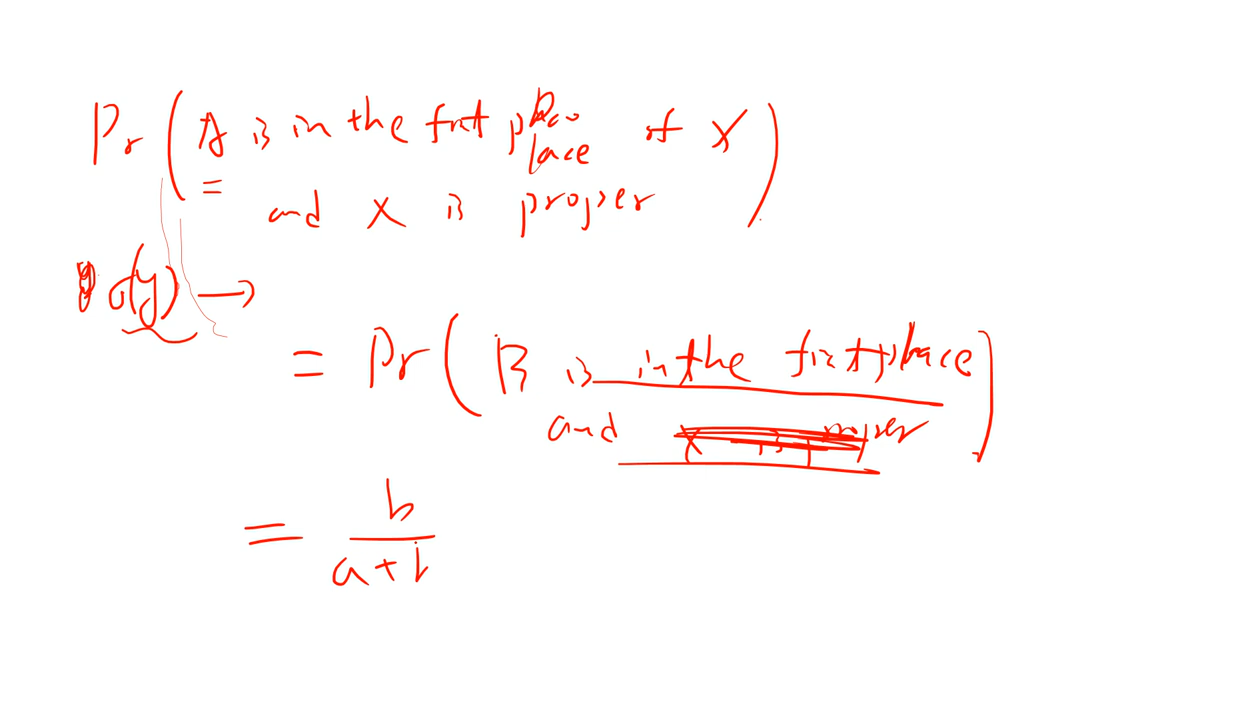 Pr ( A is in the first place of X
and X is proper )
σ(y) →
= Pr ( B is in the first place
and X is proper )
= b / a+b